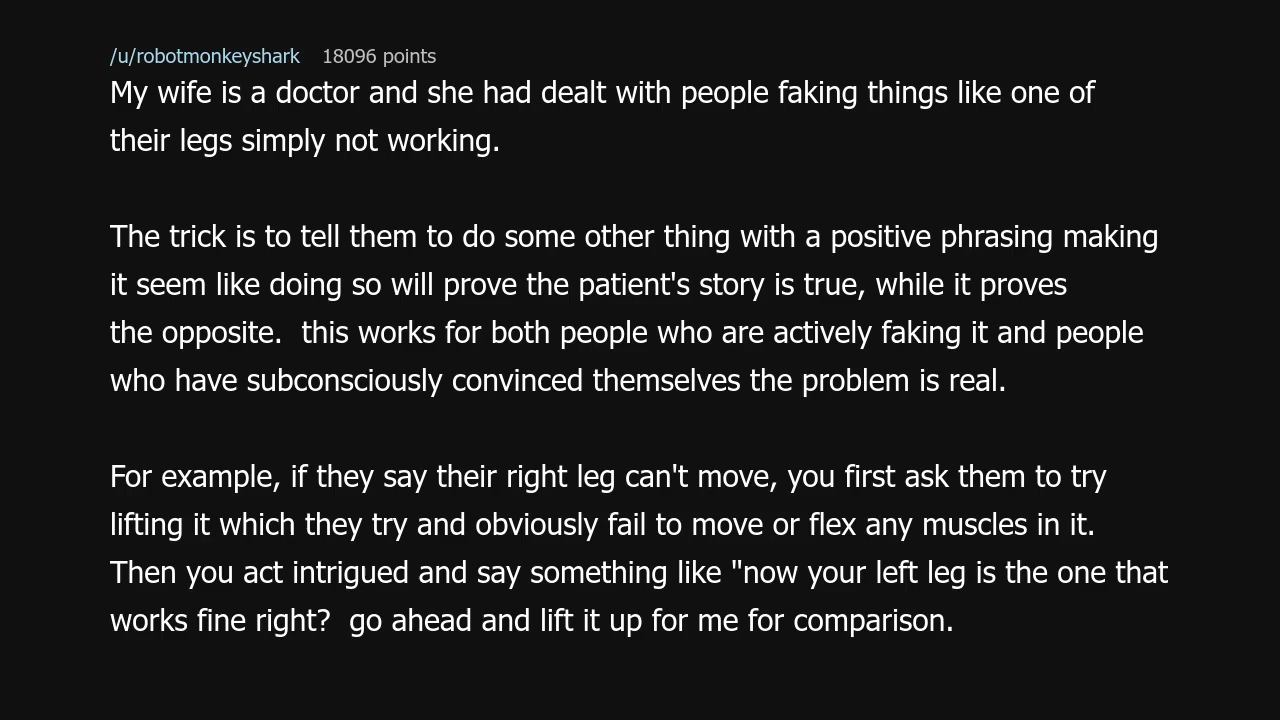 /u/robotmonkeyshark 18096 points
My wife is a doctor and she had dealt with people faking things like one of
their legs simply not working.
The trick is to tell them to do some other thing with a positive phrasing making
it seem like doing so will prove the patient's story is true, while it proves
the opposite.  this works for both people who are actively faking it and people
who have subconsciously convinced themselves the problem is real.
For example, if they say their right leg can't move, you first ask them to try
lifting it which they try and obviously fail to move or flex any muscles in it.
Then you act intrigued and say something like "now your left leg is the one that
works fine right?  go ahead and lift it up for me for comparison.